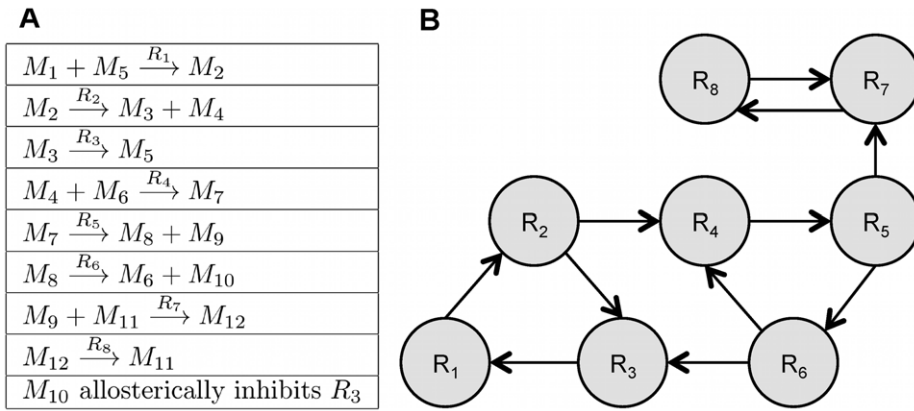 A
M₁ + M₅ —R₁→ M₂
M₂ —R₂→ M₃ + M₄
M₃ —R₃→ M₅
M₄ + M₆ —R₄→ M₇
M₇ —R₅→ M₈ + M₉
M₈ —R₆→ M₆ + M₁₀
M₉ + M₁₁ —R₇→ M₁₂
M₁₂ —R₈→ M₁₁
M₁₀ allosterically inhibits R₃
B
R₈ R₇
R₂ R₄ R₅
R₁ R₃ R₆